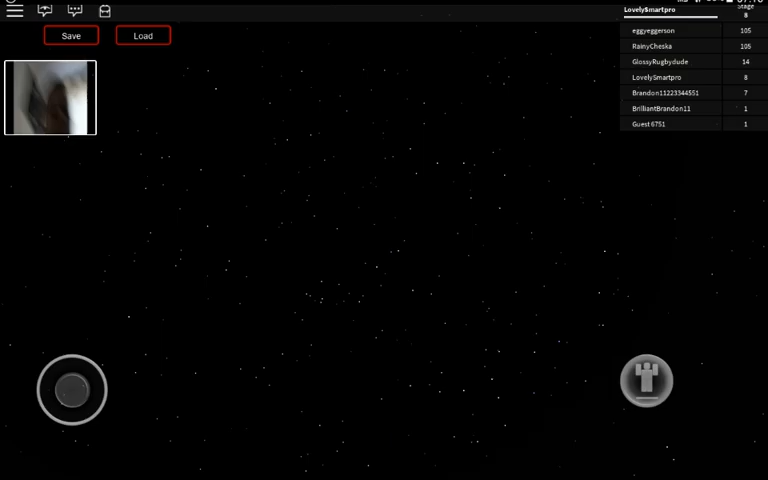 Save
Load
LovelySmartpro
Stage
8
eggyeggerson 105
RainyCheska 105
GlossyRugbydude 14
LovelySmartpro 8
Brandon11223344551 7
BrilliantBrandon11 1
Guest 6751 1